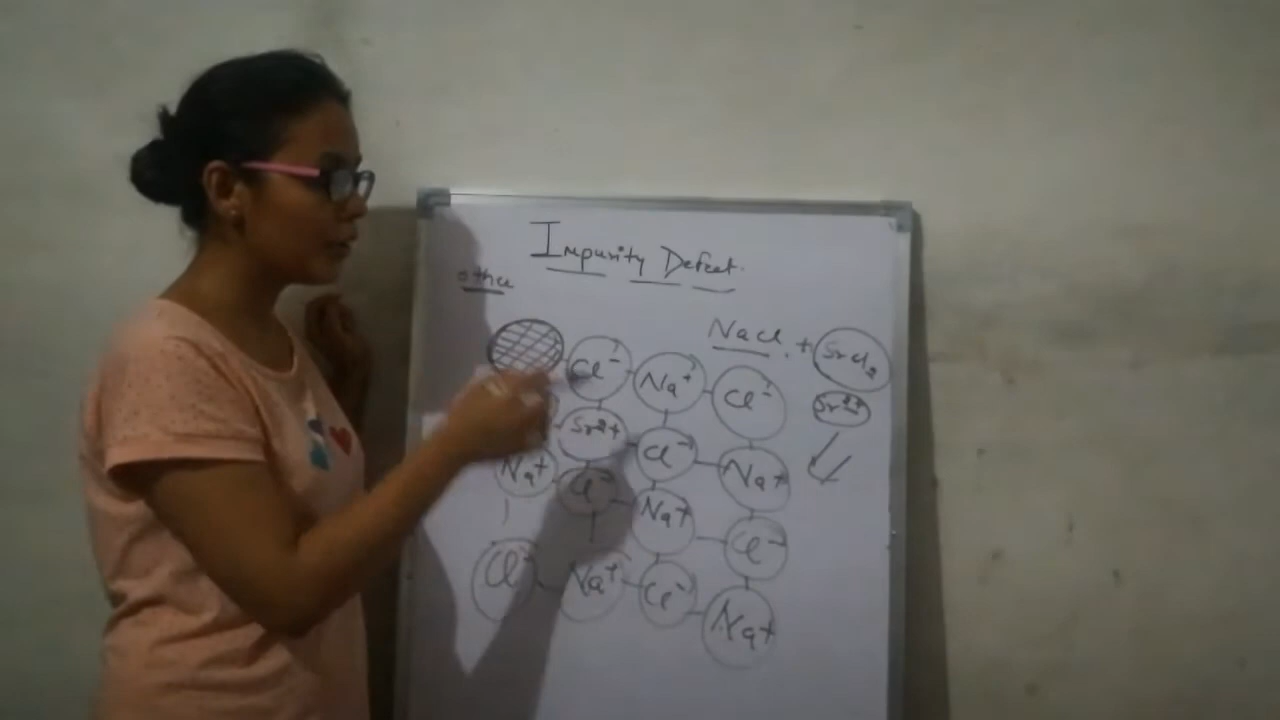 Impurity Defect.
other
NaCl. + SrCl2
Cl- Na+ Cl-
Sr2+
Sr2+ Cl- Na+
Na+ Cl- Na+ Cl-
Cl- Na+ Cl- Na+